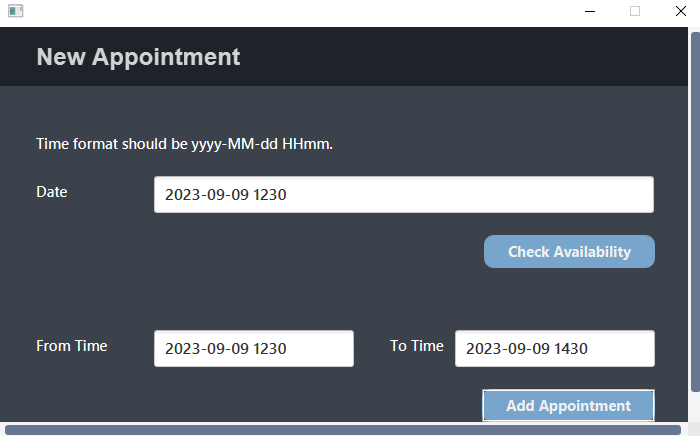 New Appointment
Time format should be yyyy-MM-dd HHmm.
Date 2023-09-09 1230
Check Availability
From Time 2023-09-09 1230 To Time 2023-09-09 1430
Add Appointment